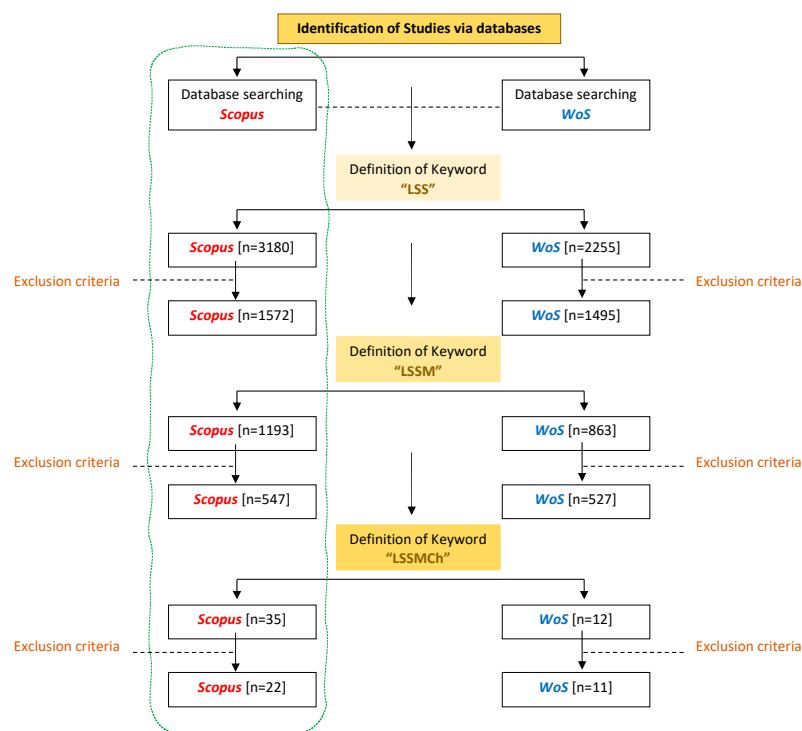 Identification of Studies via databases
Database searching
Scopus
Database searching
WoS
Definition of Keyword
“LSS”
Scopus [n=3180]
WoS [n=2255]
Exclusion criteria
Exclusion criteria
Scopus [n=1572]
WoS [n=1495]
Definition of Keyword
“LSSM”
Scopus [n=1193]
WoS [n=863]
Exclusion criteria
Exclusion criteria
Scopus [n=547]
WoS [n=527]
Definition of Keyword
“LSSMCh”
Scopus [n=35]
WoS [n=12]
Exclusion criteria
Exclusion criteria
Scopus [n=22]
WoS [n=11]